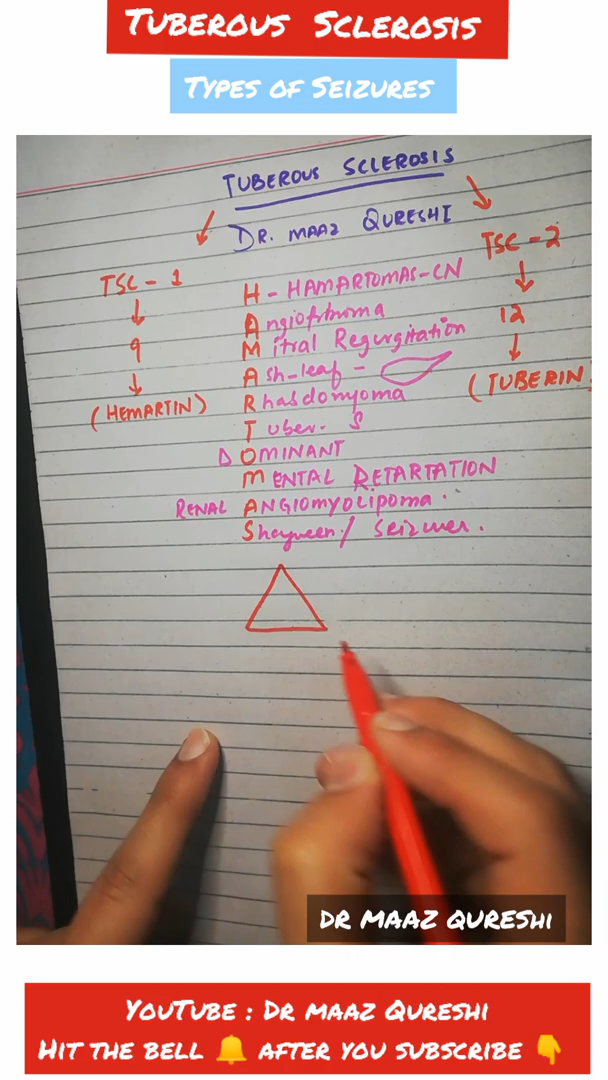 TUBEROUS SCLEROSIS
TYPES OF SEIZURES
TUBEROUS SCLEROSIS
DR. MAAZ QURESHI
TSC - 1
9
(HEMARTIN)
TSC - 2
12
(TUBERIN)
H - HAMARTOMAS - CN
Angiofibroma
Mitral Regurgitation
Ash-leaf -
Rhabdomyoma
Tuber. S
DOMINANT
MENTAL RETARTATION
RENAL ANGIOMYOLIPOMA.
Shagreen / Seizures.
DR MAAZ QURESHI
YOUTUBE : DR MAAZ QURESHI
HIT THE BELL 🔔 AFTER YOU SUBSCRIBE 👇